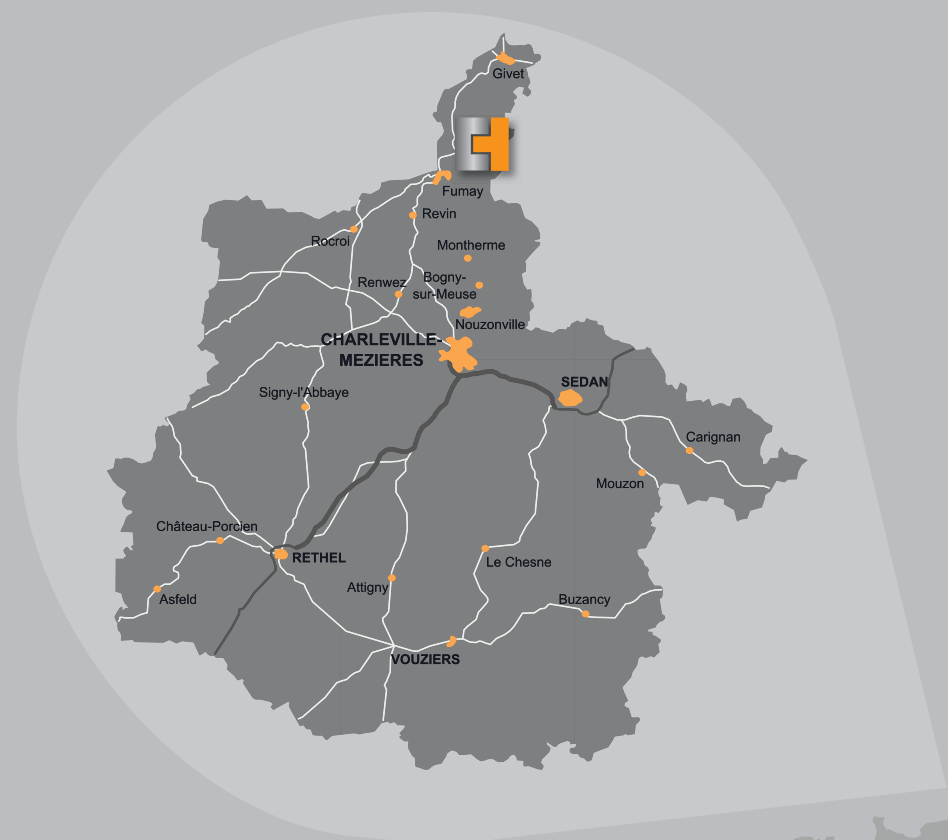 Givet
Fumay
Revin
Rocroi
Montherme
Renwez
Bogny-
sur-Meuse
Nouzonville
CHARLEVILLE-
MEZIERES
SEDAN
Signy-l'Abbaye
Carignan
Mouzon
Château-Porcien
RETHEL
Le Chesne
Attigny
Asfeld
Buzancy
VOUZIERS